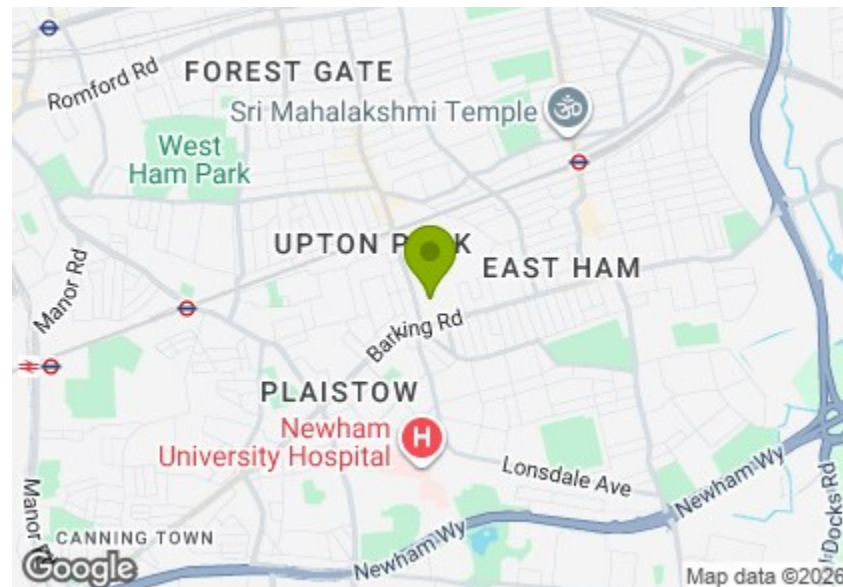 Romford Rd
FOREST GATE
Sri Mahalakshmi Temple
West
Ham Park
UPTON P
K
EAST HAM
Manor Rd
Barking Rd
PLAISTOW
Newham
University Hospital
H
Lonsdale Ave
Newham Wy
Manor
CANNING TOWN
Newham Wy
Docks Rd
Google
Map data ©2026